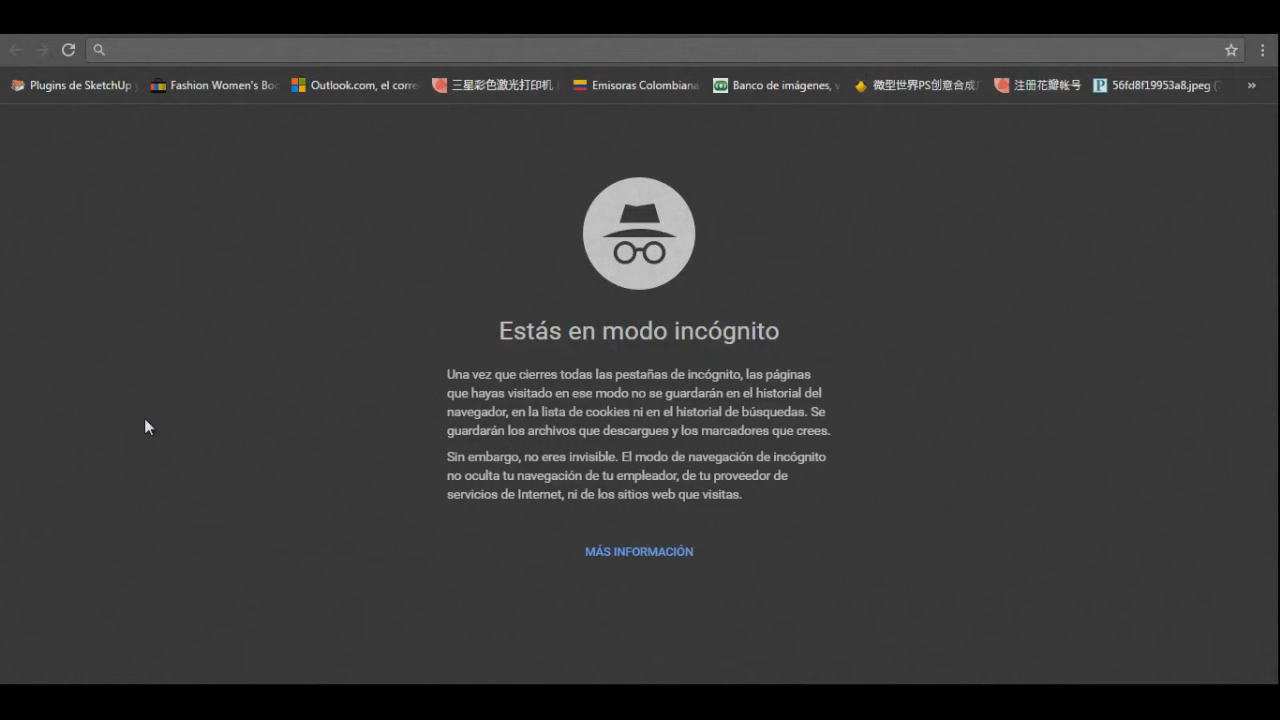 Plugins de SketchUp Fashion Women's Boo Outlook.com, el corre 三星彩色激光打印机 Emisoras Colombiana Banco de imágenes, v 微型世界PS创意合成 注册花瓣帐号 56fd8f19953a8.jpeg (
Estás en modo incógnito
Una vez que cierres todas las pestañas de incógnito, las páginas
que hayas visitado en ese modo no se guardarán en el historial del
navegador, en la lista de cookies ni en el historial de búsquedas. Se
guardarán los archivos que descargues y los marcadores que crees.
Sin embargo, no eres invisible. El modo de navegación de incógnito
no oculta tu navegación de tu empleador, de tu proveedor de
servicios de Internet, ni de los sitios web que visitas.
MÁS INFORMACIÓN